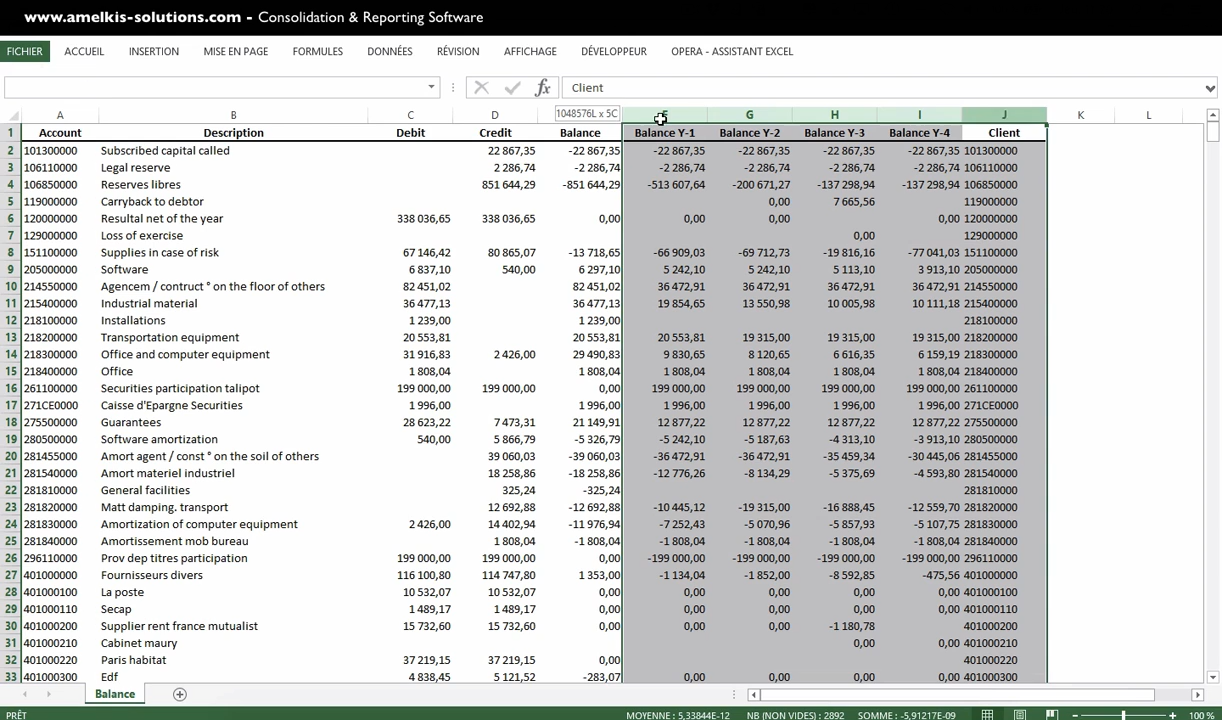 www.amelkis-solutions.com - Consolidation & Reporting Software
FICHIER ACCUEIL INSERTION MISE EN PAGE FORMULES DONNÉES RÉVISION AFFICHAGE DÉVELOPPEUR OPERA - ASSISTANT EXCEL
fx Client
A B C D 1048576L x 5C F G H I J K L
1 Account Description Debit Credit Balance Balance Y-1 Balance Y-2 Balance Y-3 Balance Y-4 Client
2 101300000 Subscribed capital called 22 867,35 -22 867,35 -22 867,35 -22 867,35 -22 867,35 -22 867,35 101300000
3 106110000 Legal reserve 2 286,74 -2 286,74 -2 286,74 -2 286,74 -2 286,74 -2 286,74 106110000
4 106850000 Reserves libres 851 644,29 -851 644,29 -513 607,64 -200 671,27 -137 298,94 -137 298,94 106850000
5 119000000 Carryback to debtor 0,00 7 665,56 119000000
6 120000000 Resultal net of the year 338 036,65 338 036,65 0,00 0,00 0,00 0,00 120000000
7 129000000 Loss of exercise 0,00 129000000
8 151100000 Supplies in case of risk 67 146,42 80 865,07 -13 718,65 -66 909,03 -69 712,73 -19 816,16 -77 041,03 151100000
9 205000000 Software 6 837,10 540,00 6 297,10 5 242,10 5 242,10 5 113,10 3 913,10 205000000
10 214550000 Agencem / contruct ° on the floor of others 82 451,02 82 451,02 36 472,91 36 472,91 36 472,91 36 472,91 214550000
11 215400000 Industrial material 36 477,13 36 477,13 19 854,65 13 550,98 10 005,98 10 111,18 215400000
12 218100000 Installations 1 239,00 1 239,00 218100000
13 218200000 Transportation equipment 20 553,81 20 553,81 20 553,81 19 315,00 19 315,00 19 315,00 218200000
14 218300000 Office and computer equipment 31 916,83 2 426,00 29 490,83 9 830,65 8 120,65 6 616,35 6 159,19 218300000
15 218400000 Office 1 808,04 1 808,04 1 808,04 1 808,04 1 808,04 1 808,04 218400000
16 261100000 Securities participation talipot 199 000,00 199 000,00 0,00 199 000,00 199 000,00 199 000,00 199 000,00 261100000
17 271CE0000 Caisse d'Epargne Securities 1 996,00 1 996,00 1 996,00 1 996,00 1 996,00 1 996,00 271CE0000
18 275500000 Guarantees 28 623,22 7 473,31 21 149,91 12 877,22 12 877,22 12 877,22 12 877,22 275500000
19 280500000 Software amortization 540,00 5 866,79 -5 326,79 -5 242,10 -5 187,63 -4 313,10 -3 913,10 280500000
20 281455000 Amort agent / const ° on the soil of others 39 060,03 -39 060,03 -36 472,91 -36 472,91 -35 459,34 -30 445,06 281455000
21 281540000 Amort materiel industriel 18 258,86 -18 258,86 -12 776,26 -8 134,29 -5 375,69 -4 593,80 281540000
22 281810000 General facilities 325,24 -325,24 281810000
23 281820000 Matt damping. transport 12 692,88 -12 692,88 -10 445,12 -19 315,00 -16 888,45 -12 559,70 281820000
24 281830000 Amortization of computer equipment 2 426,00 14 402,94 -11 976,94 -7 252,43 -5 070,96 -5 857,93 -5 107,75 281830000
25 281840000 Amortissement mob bureau 1 808,04 -1 808,04 -1 808,04 -1 808,04 -1 808,04 -1 808,04 281840000
26 296110000 Prov dep titres participation 199 000,00 199 000,00 0,00 -199 000,00 -199 000,00 -199 000,00 -199 000,00 296110000
27 401000000 Fournisseurs divers 116 100,80 114 747,80 1 353,00 -1 134,04 -1 852,00 -8 592,85 -475,56 401000000
28 401000100 La poste 10 532,07 10 532,07 0,00 0,00 0,00 0,00 0,00 401000100
29 401000110 Secap 1 489,17 1 489,17 0,00 0,00 0,00 0,00 0,00 401000110
30 401000200 Supplier rent france mutualist 15 732,60 15 732,60 0,00 0,00 0,00 -1 180,78 401000200
31 401000210 Cabinet maury 0,00 0,00 401000210
32 401000220 Paris habitat 37 219,15 37 219,15 0,00 401000220
33 401000300 Edf 4 838,45 5 121,52 -283,07 0,00 0,00 0,00 0,00 401000300
Balance
PRÊT MOYENNE : 5,33844E-12 NB (NON VIDES) : 2892 SOMME : -5,91217E-09 100 %